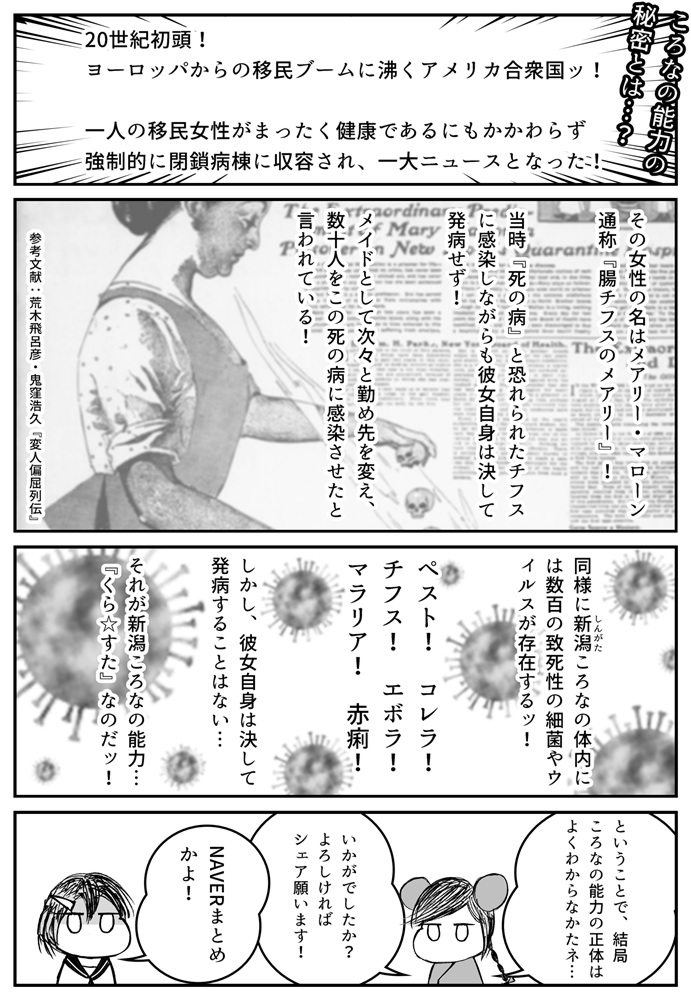 ころなの能力の
秘密とは…?
20世紀初頭!
ヨーロッパからの移民ブームに沸くアメリカ合衆国ッ!
一人の移民女性がまったく健康であるにもかかわらず
強制的に閉鎖病棟に収容され、一大ニュースとなった!
その女性の名はメアリー・マローン
通称『腸チフスのメアリー』!
当時『死の病』と恐れられたチフス
に感染しながらも彼女自身は決して
発病せず!
メイドとして次々と勤め先を変え、
数十人をこの死の病に感染させたと
言われている!
参考文献:荒木飛呂彦・鬼窪浩久『変人偏屈列伝』
同様に新潟ころなの体内に
しんがた
は数百の致死性の細菌やウ
イルスが存在するッ!
ペスト! コレラ!
チフス! エボラ!
マラリア! 赤痢!
しかし、彼女自身は決して
発病することはない…
それが新潟ころなの能力…
『くら☆すた』なのだッ!
ということで、結局
ころなの能力の正体は
よくわからなかたネ…
いかがでしたか?
よろしければ
シェア願います!
NAVERまとめ
かよ!